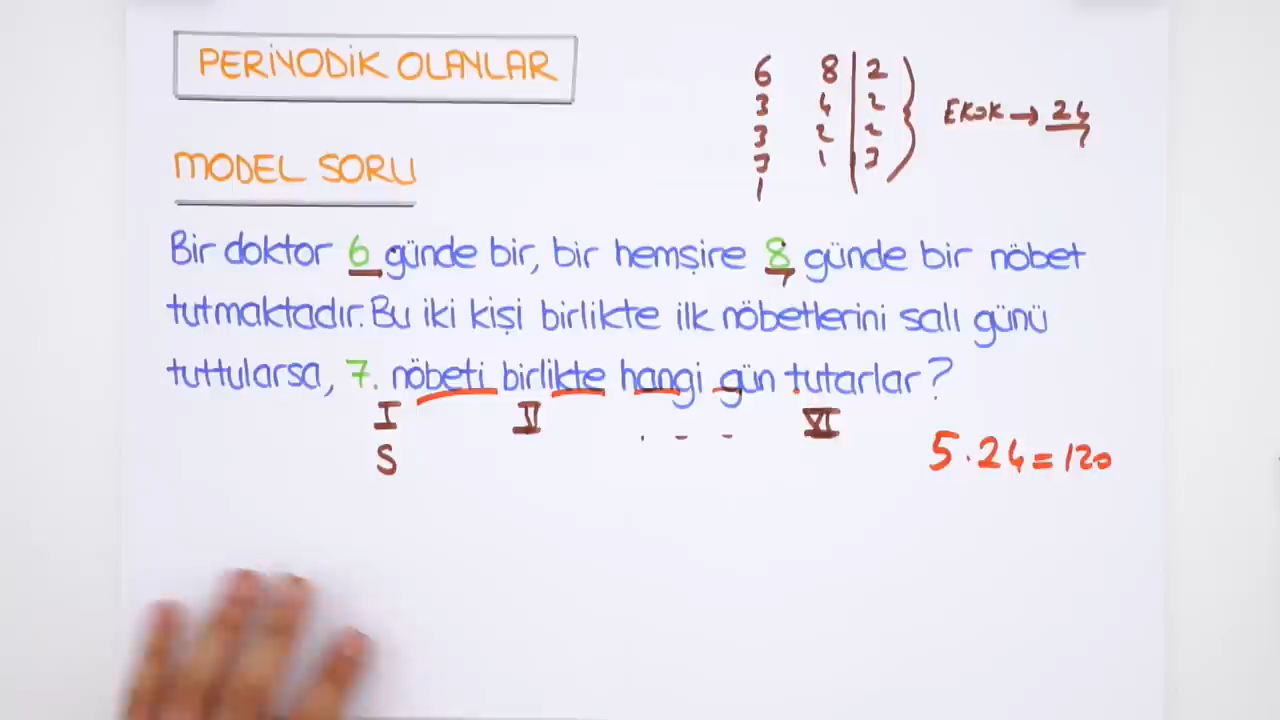 PERİYODİK OLAYLAR
6 8 2
3 4 2
3 2 2
3 1 3
1
EKOK → 24
MODEL SORU
Bir doktor 6 günde bir, bir hemşire 8 günde bir nöbet
tutmaktadır. Bu iki kişi birlikte ilk nöbetlerini salı günü
tuttularsa, 7. nöbeti birlikte hangi gün tutarlar?
I II . . . . VI
S
5.24=120